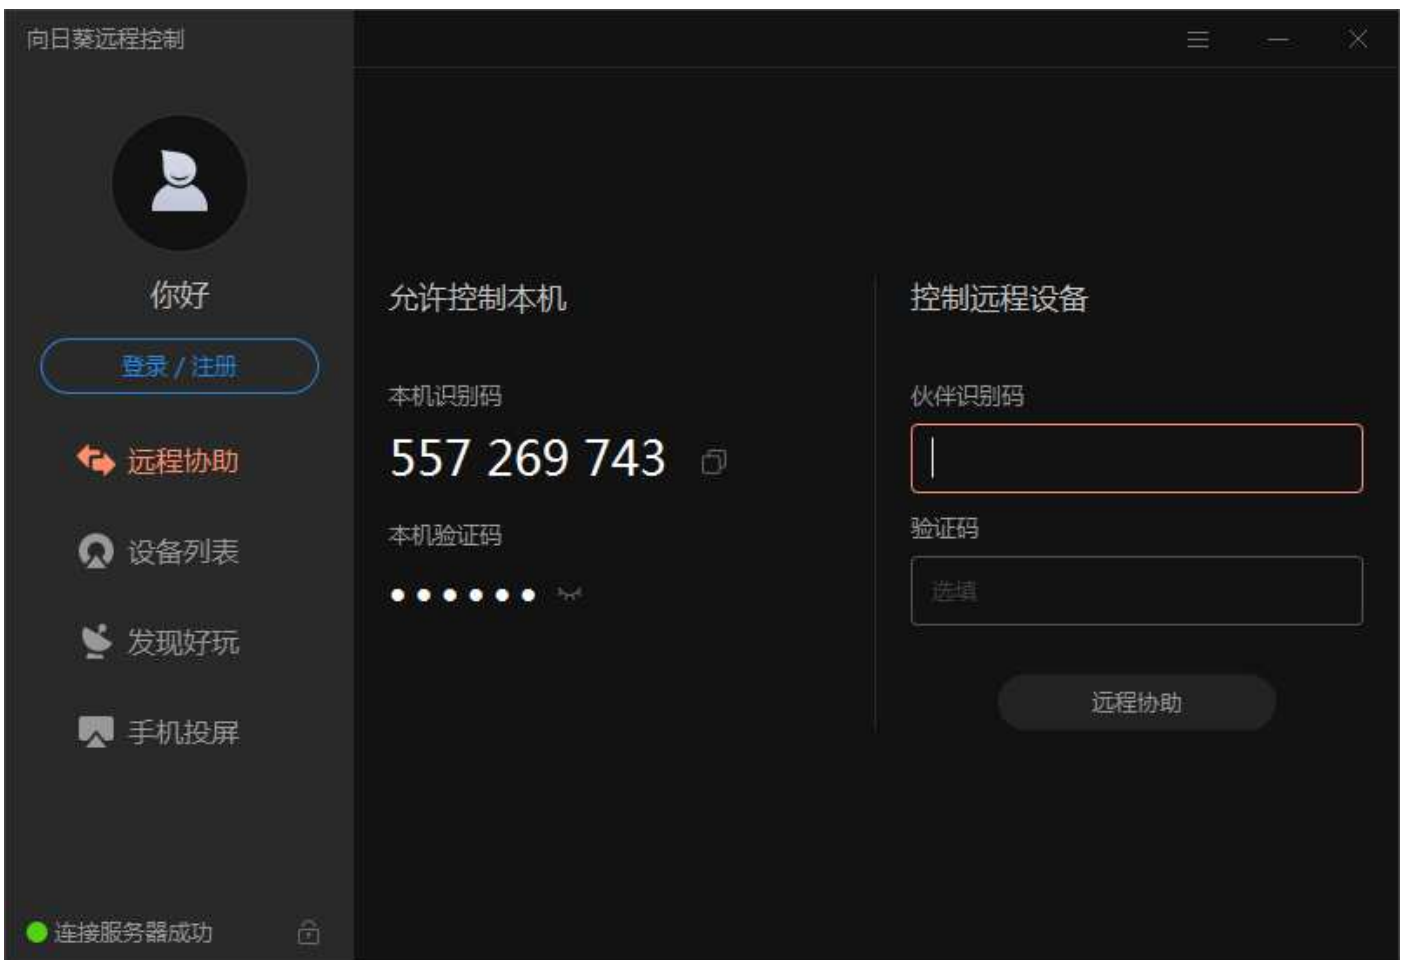 向日葵远程控制
你好
登录 / 注册
远程协助
设备列表
发现好玩
手机投屏
连接服务器成功
允许控制本机
本机识别码
557 269 743
本机验证码
••••••
控制远程设备
伙伴识别码
验证码
选填
远程协助